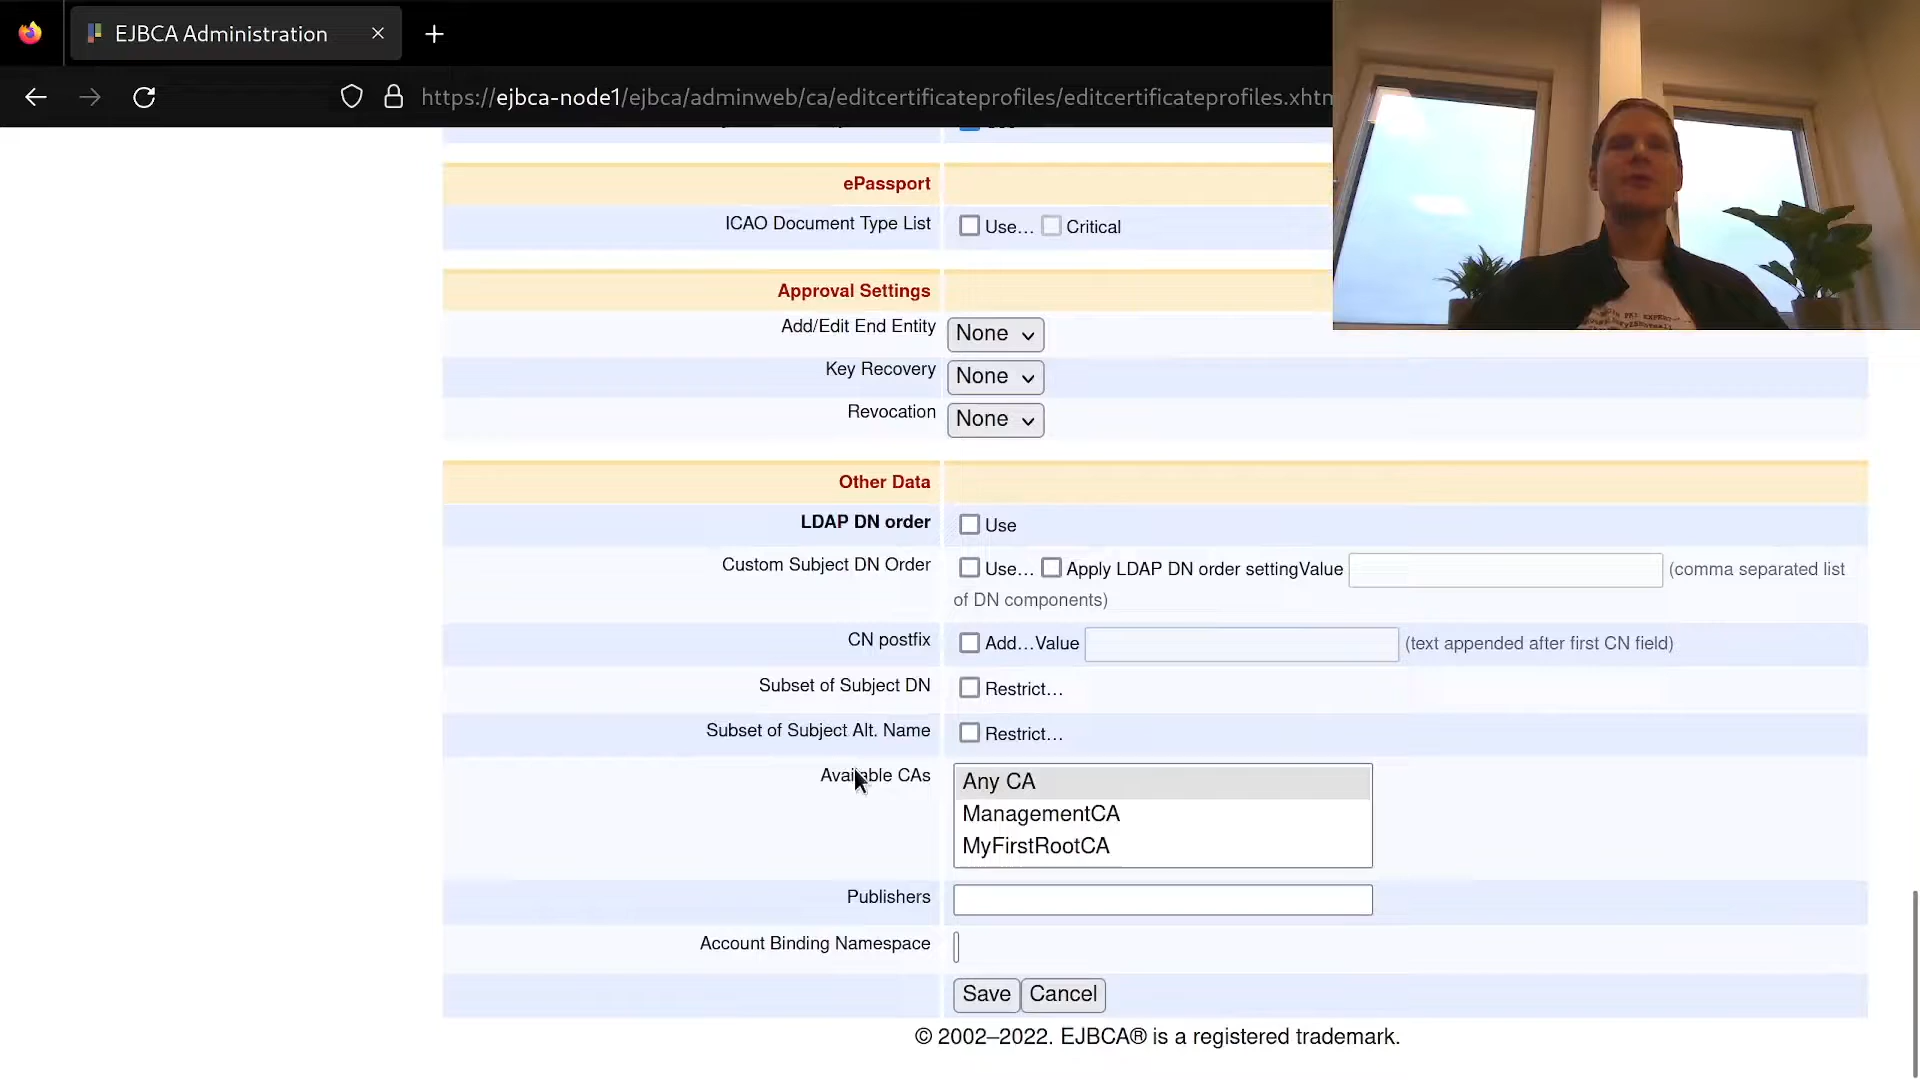 EJBCA Administration
https://ejbca-node1/ejbca/adminweb/ca/editcertificateprofiles/editcertificateprofiles.xhtm
ePassport
ICAO Document Type List Use... Critical
Approval Settings
Add/Edit End Entity None
Key Recovery None
Revocation None
Other Data
LDAP DN order Use
Custom Subject DN Order Use... Apply LDAP DN order settingValue (comma separated list
of DN components)
CN postfix Add...Value (text appended after first CN field)
Subset of Subject DN Restrict...
Subset of Subject Alt. Name Restrict...
Available CAs Any CA
ManagementCA
MyFirstRootCA
Publishers
Account Binding Namespace
Save Cancel
© 2002–2022. EJBCA® is a registered trademark.